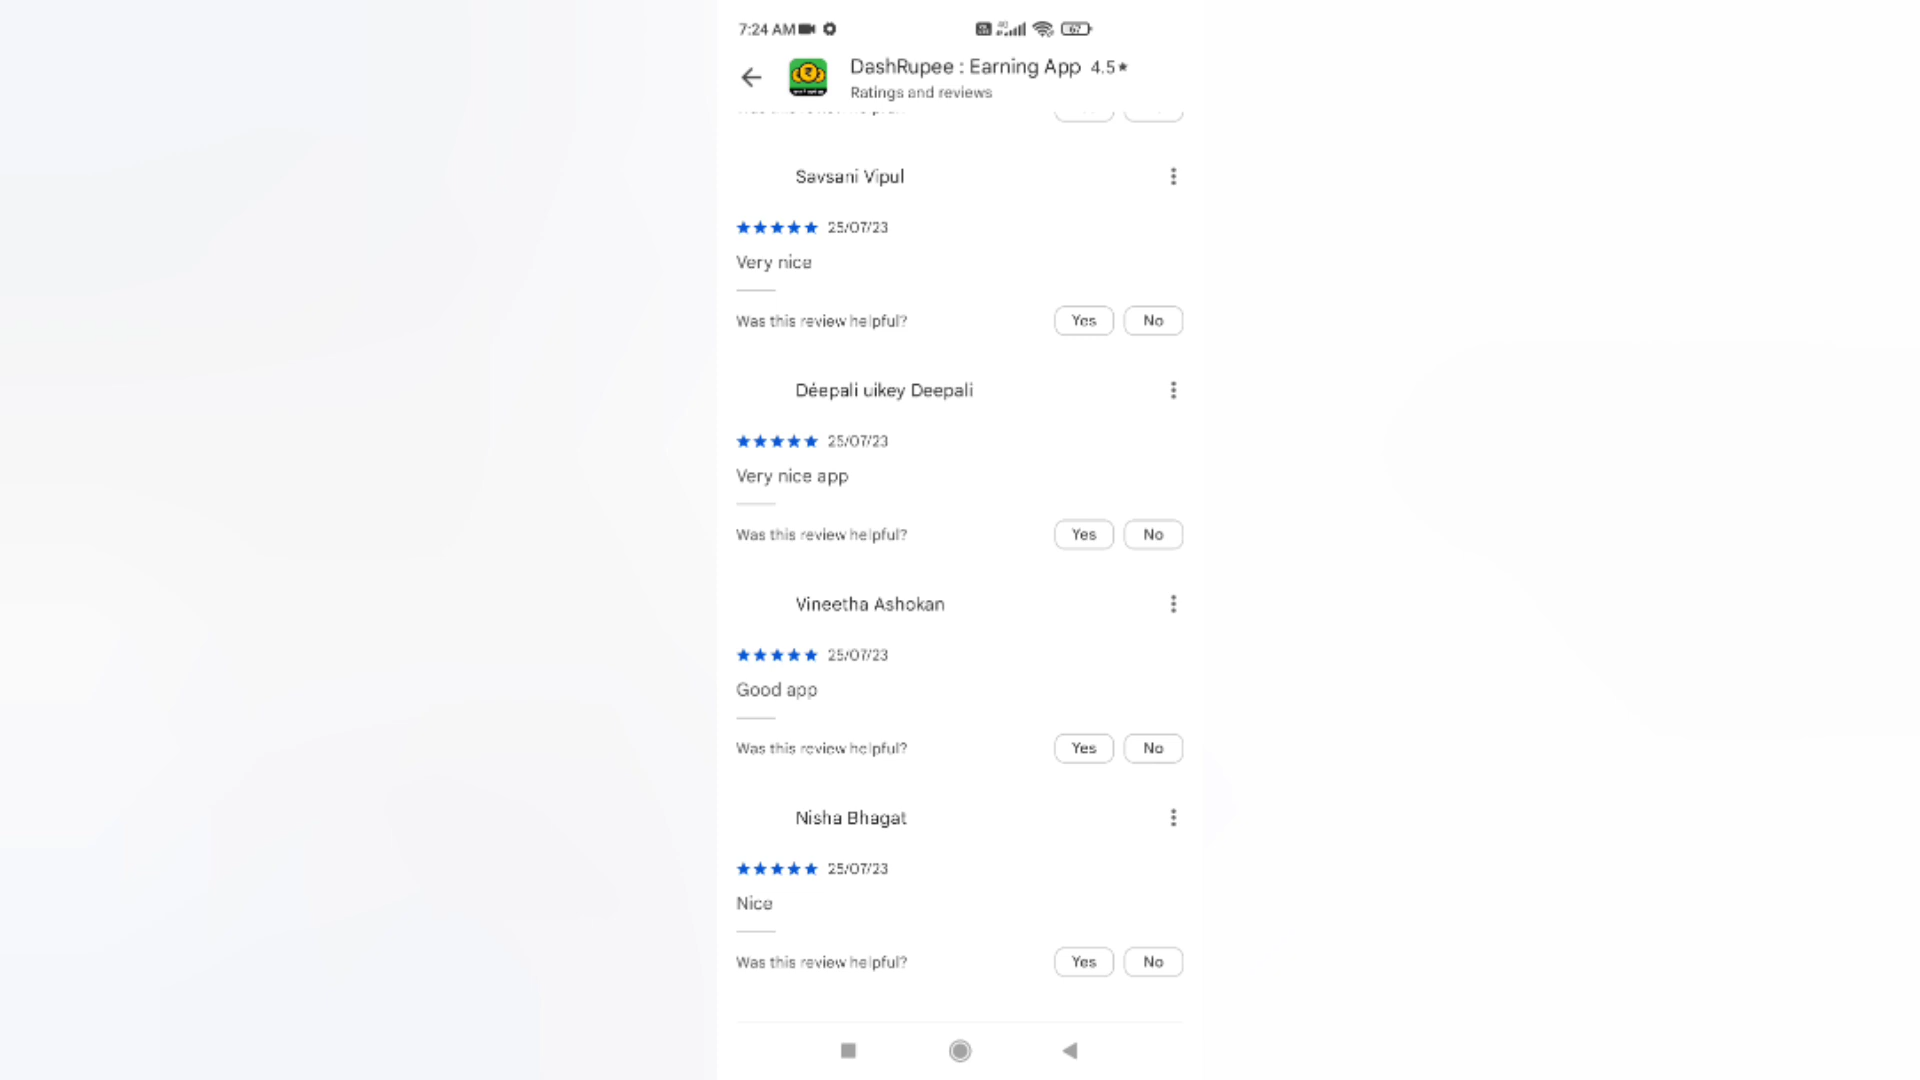 7:24 AM
4G
67
DashRupee : Earning App 4.5★
Ratings and reviews
Savsani Vipul
★★★★★ 25/07/23
Very nice
Was this review helpful? Yes No
Déepali uikey Deepali
★★★★★ 25/07/23
Very nice app
Was this review helpful? Yes No
Vineetha Ashokan
★★★★★ 25/07/23
Good app
Was this review helpful? Yes No
Nisha Bhagat
★★★★★ 25/07/23
Nice
Was this review helpful? Yes No